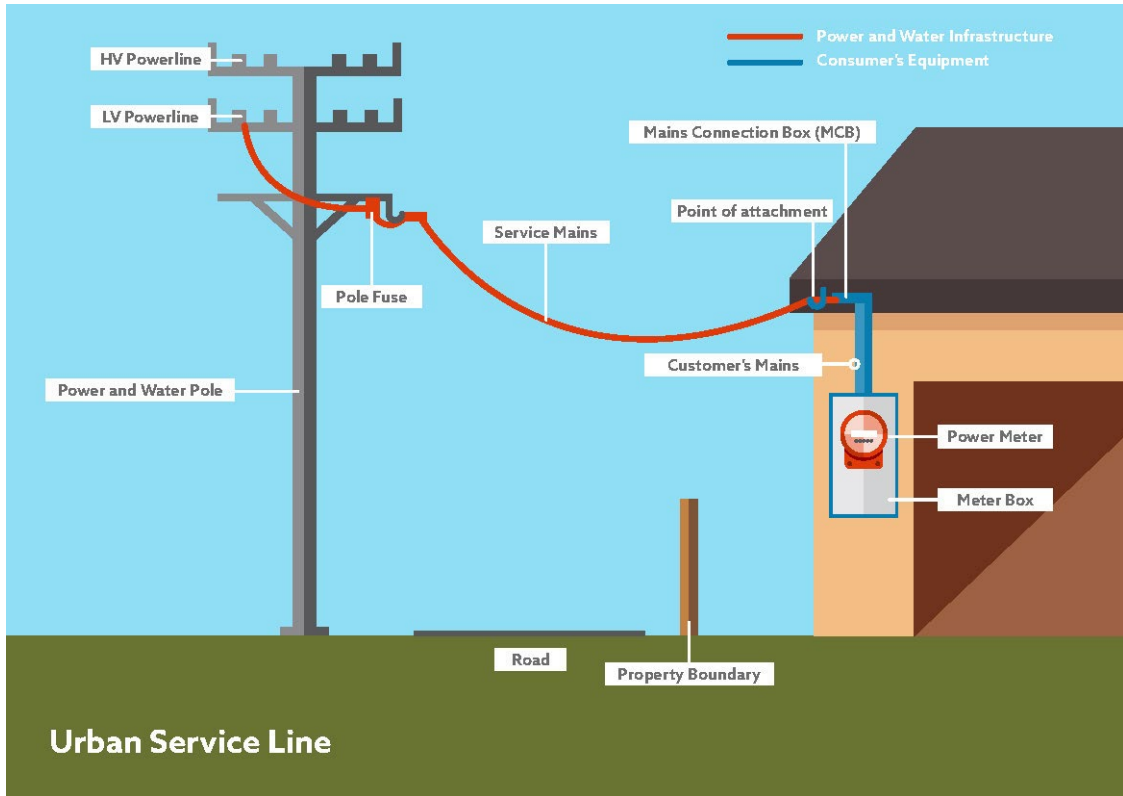 HV Powerline
Power and Water Infrastructure
Consumer's Equipment
LV Powerline
Mains Connection Box (MCB)
Point of attachment
Service Mains
Pole Fuse
Customer's Mains
Power and Water Pole
Power Meter
Meter Box
Road
Property Boundary
Urban Service Line